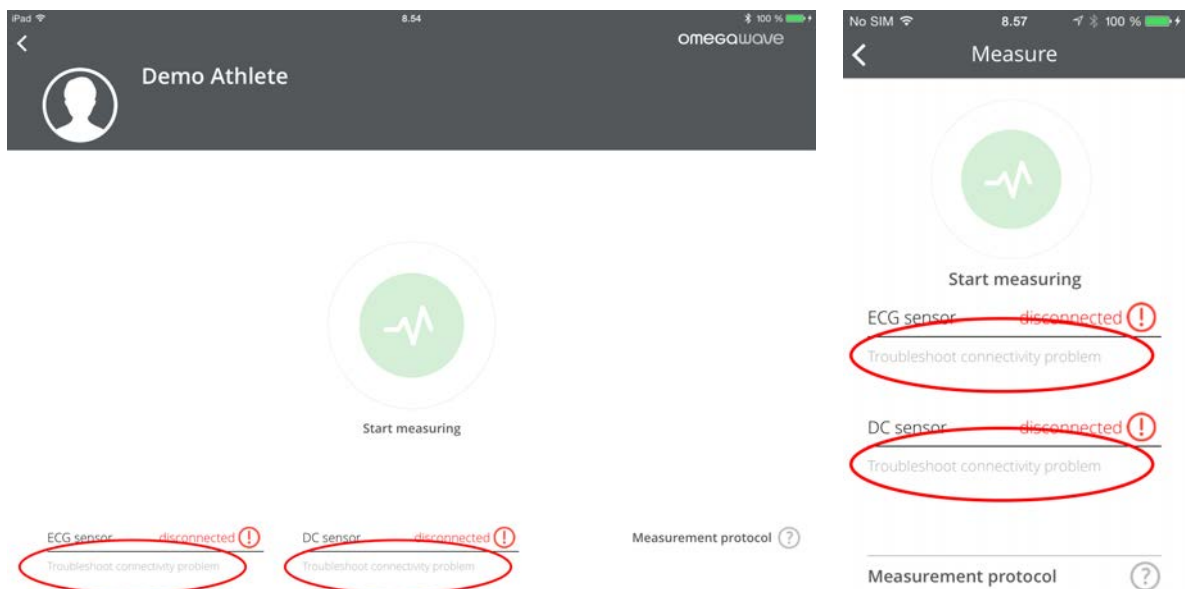 iPad 8.54 100 %
omegawave
Demo Athlete
Start measuring
ECG sensor disconnected !
Troubleshoot connectivity problem
DC sensor disconnected !
Troubleshoot connectivity problem
Measurement protocol ?
No SIM 8.57 100 %
Measure
Start measuring
ECG sensor disconnected !
Troubleshoot connectivity problem
DC sensor disconnected !
Troubleshoot connectivity problem
Measurement protocol ?